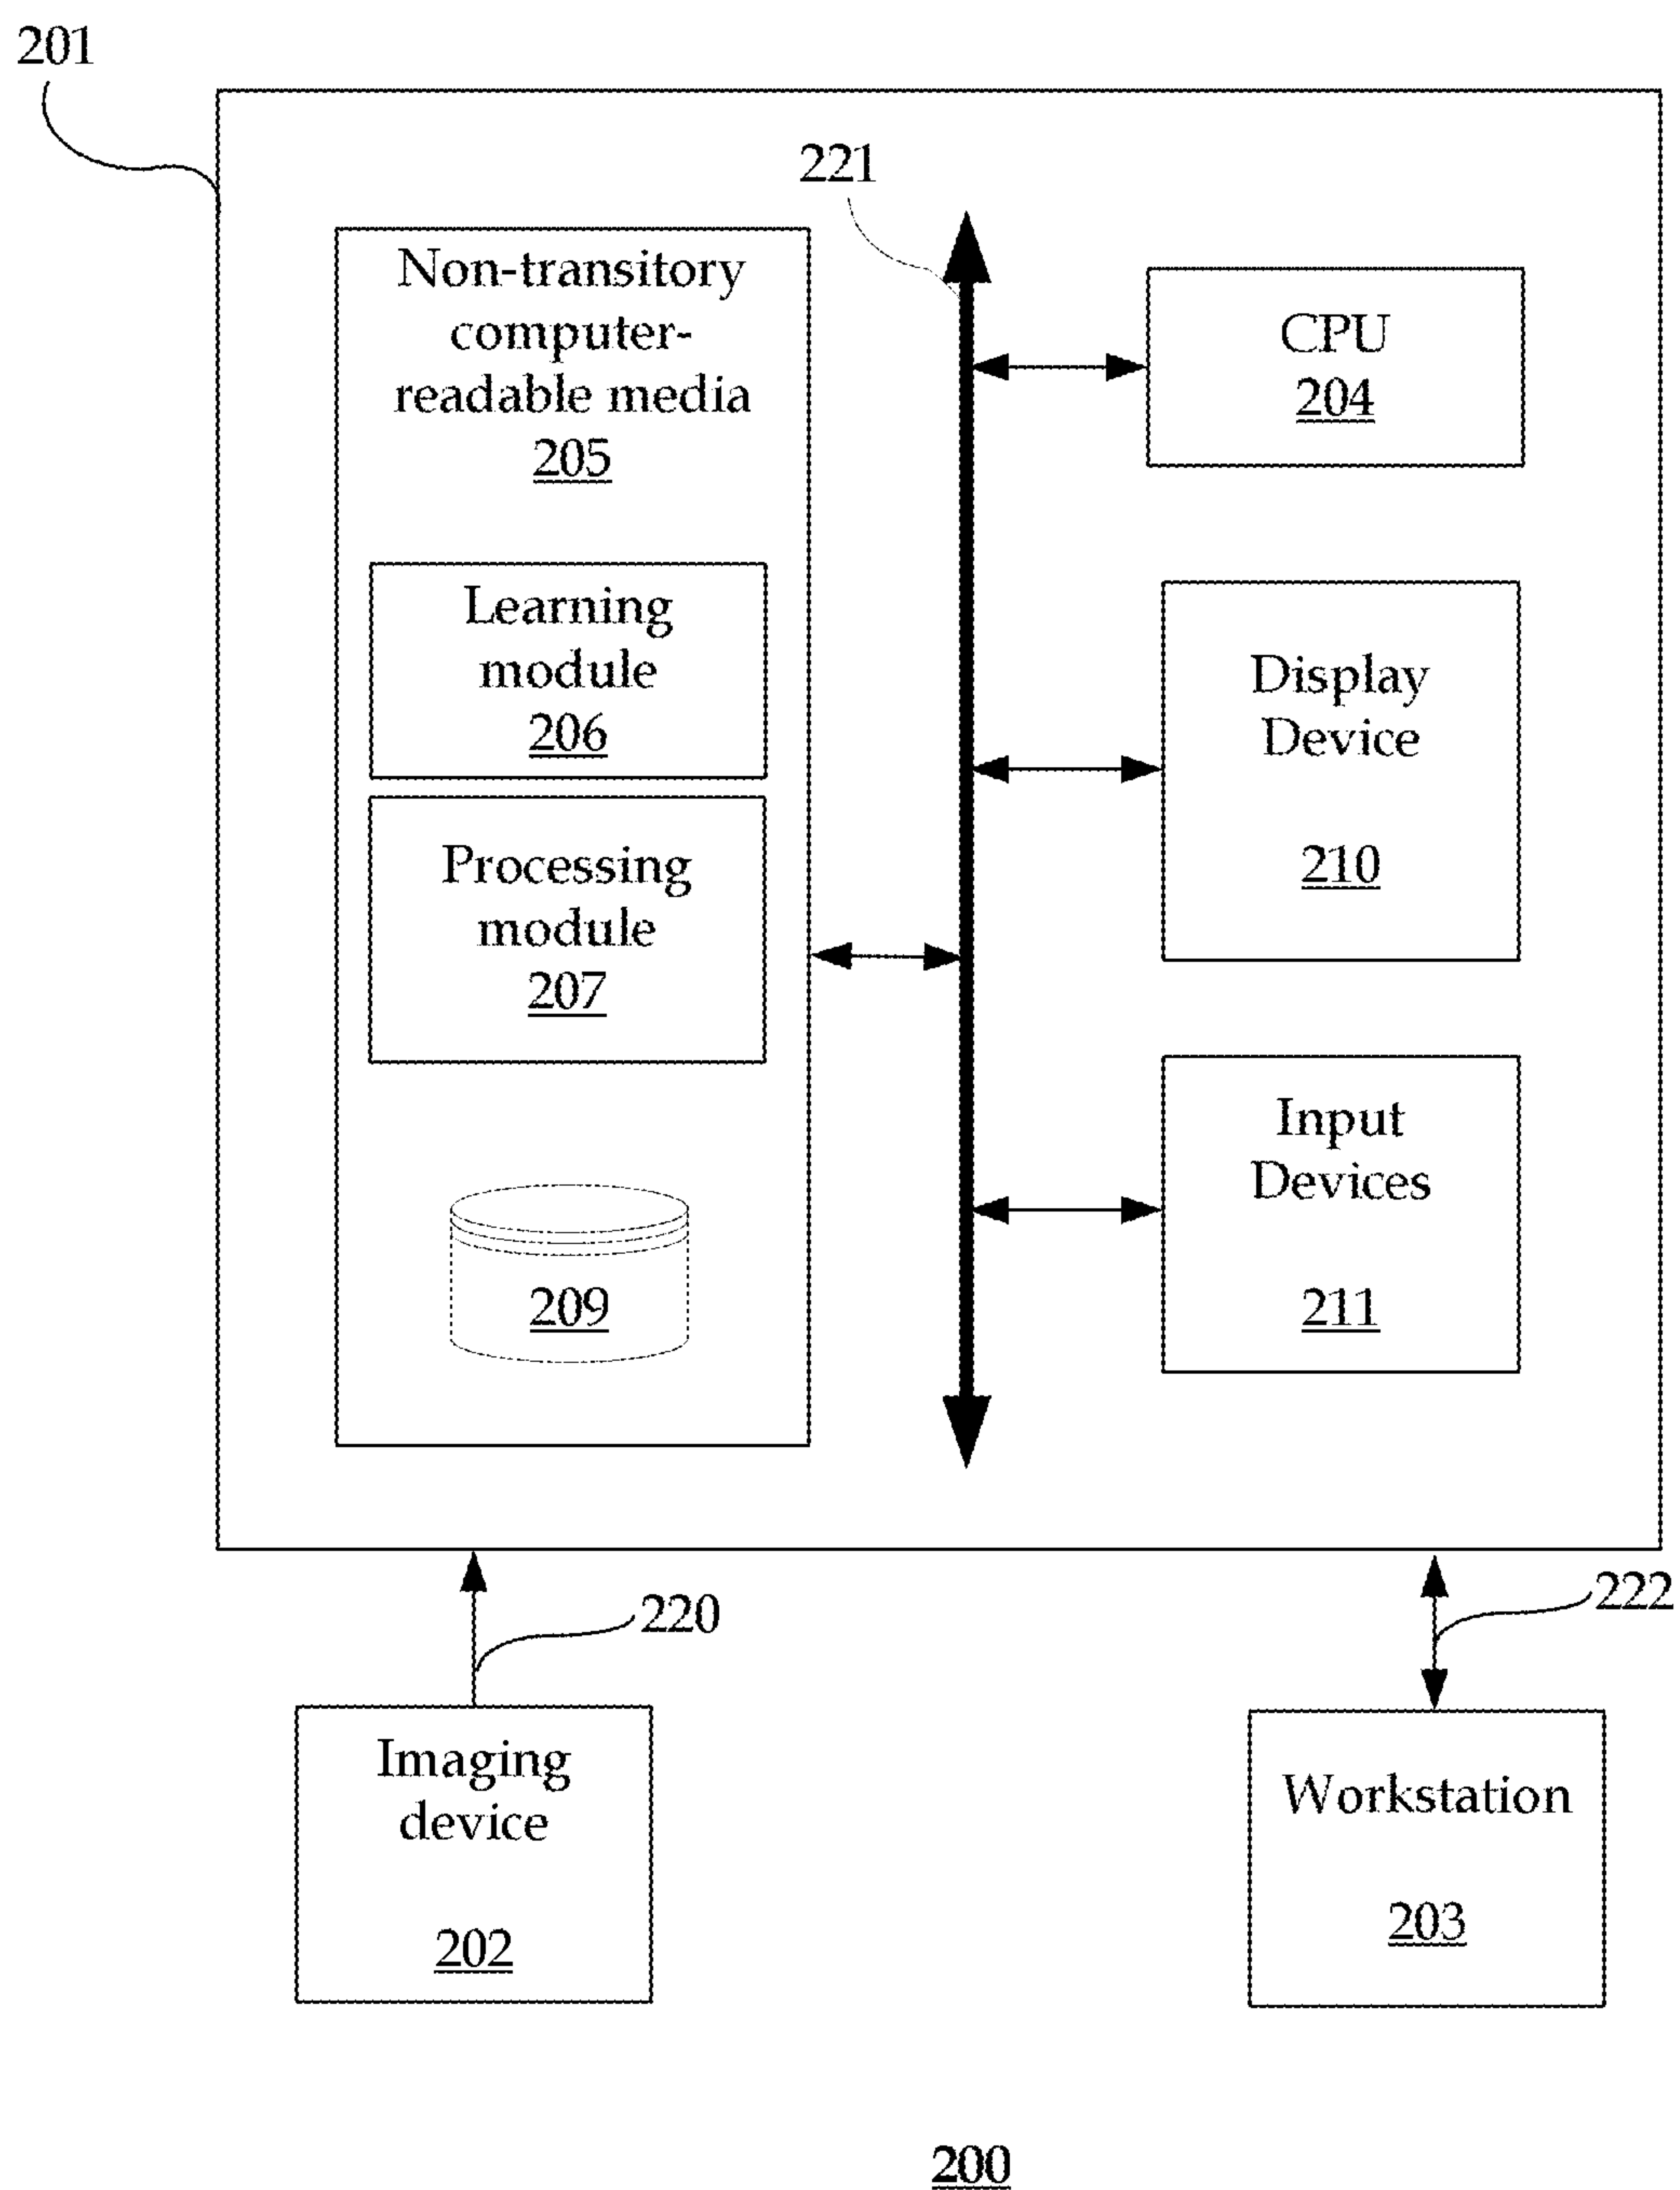 201
221
Non-transitory
computer-
readable media
205
Learning
module
206
Processing
module
207
209
CPU
204
Display
Device
210
Input
Devices
211
220
222
Imaging
device
202
Workstation
203
200